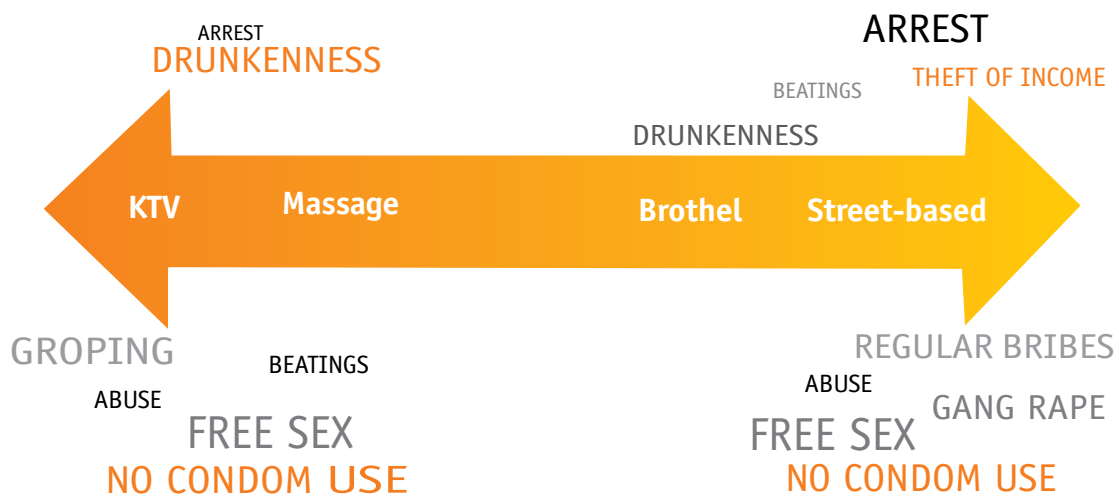 ARREST
DRUNKENNESS
ARREST
THEFT OF INCOME
BEATINGS
DRUNKENNESS
KTV
Massage
Brothel
Street-based
GROPING
BEATINGS
ABUSE
FREE SEX
NO CONDOM USE
REGULAR BRIBES
ABUSE
GANG RAPE
FREE SEX
NO CONDOM USE